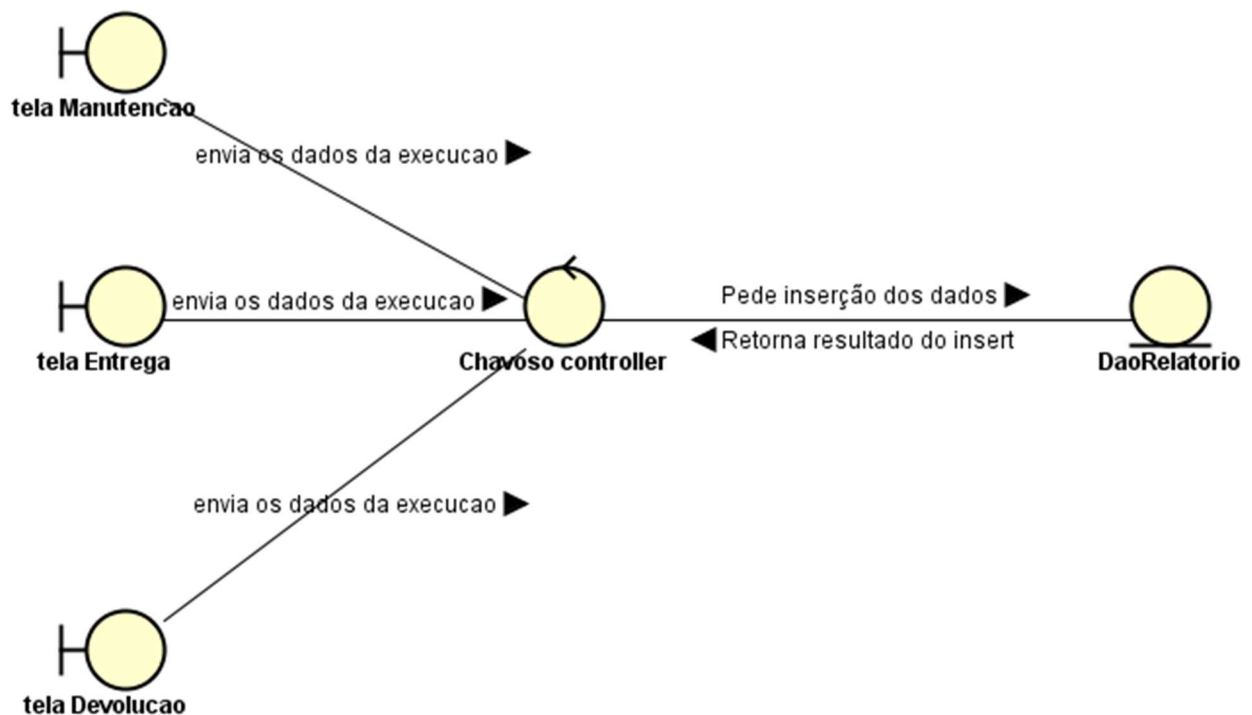 tela Manutencao
envia os dados da execucao
envia os dados da execucao
tela Entrega
Chavoso controller
Pede inserção dos dados
Retorna resultado do insert
DaoRelatorio
envia os dados da execucao
tela Devolucao